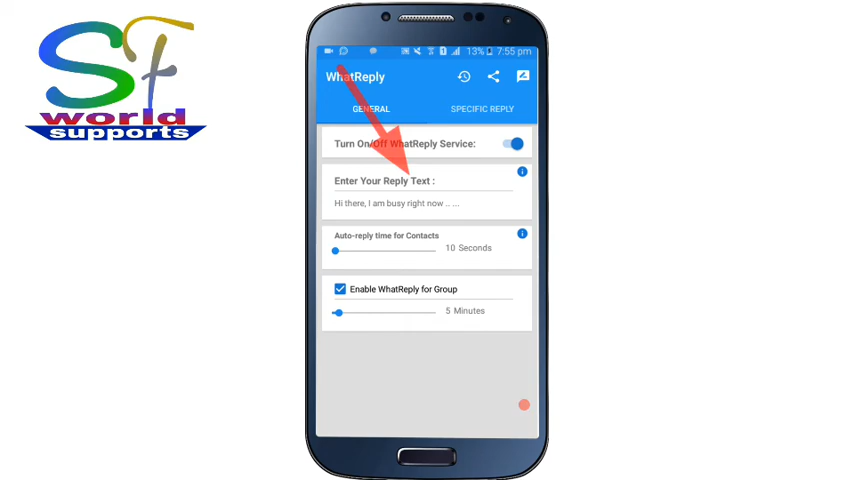 SF
world
supports
13% 7:55 pm
WhatReply
GENERAL
SPECIFIC REPLY
Turn On/Off WhatReply Service:
Enter Your Reply Text :
Hi there, I am busy right now .. ...
Auto-reply time for Contacts
10 Seconds
Enable WhatReply for Group
5 Minutes